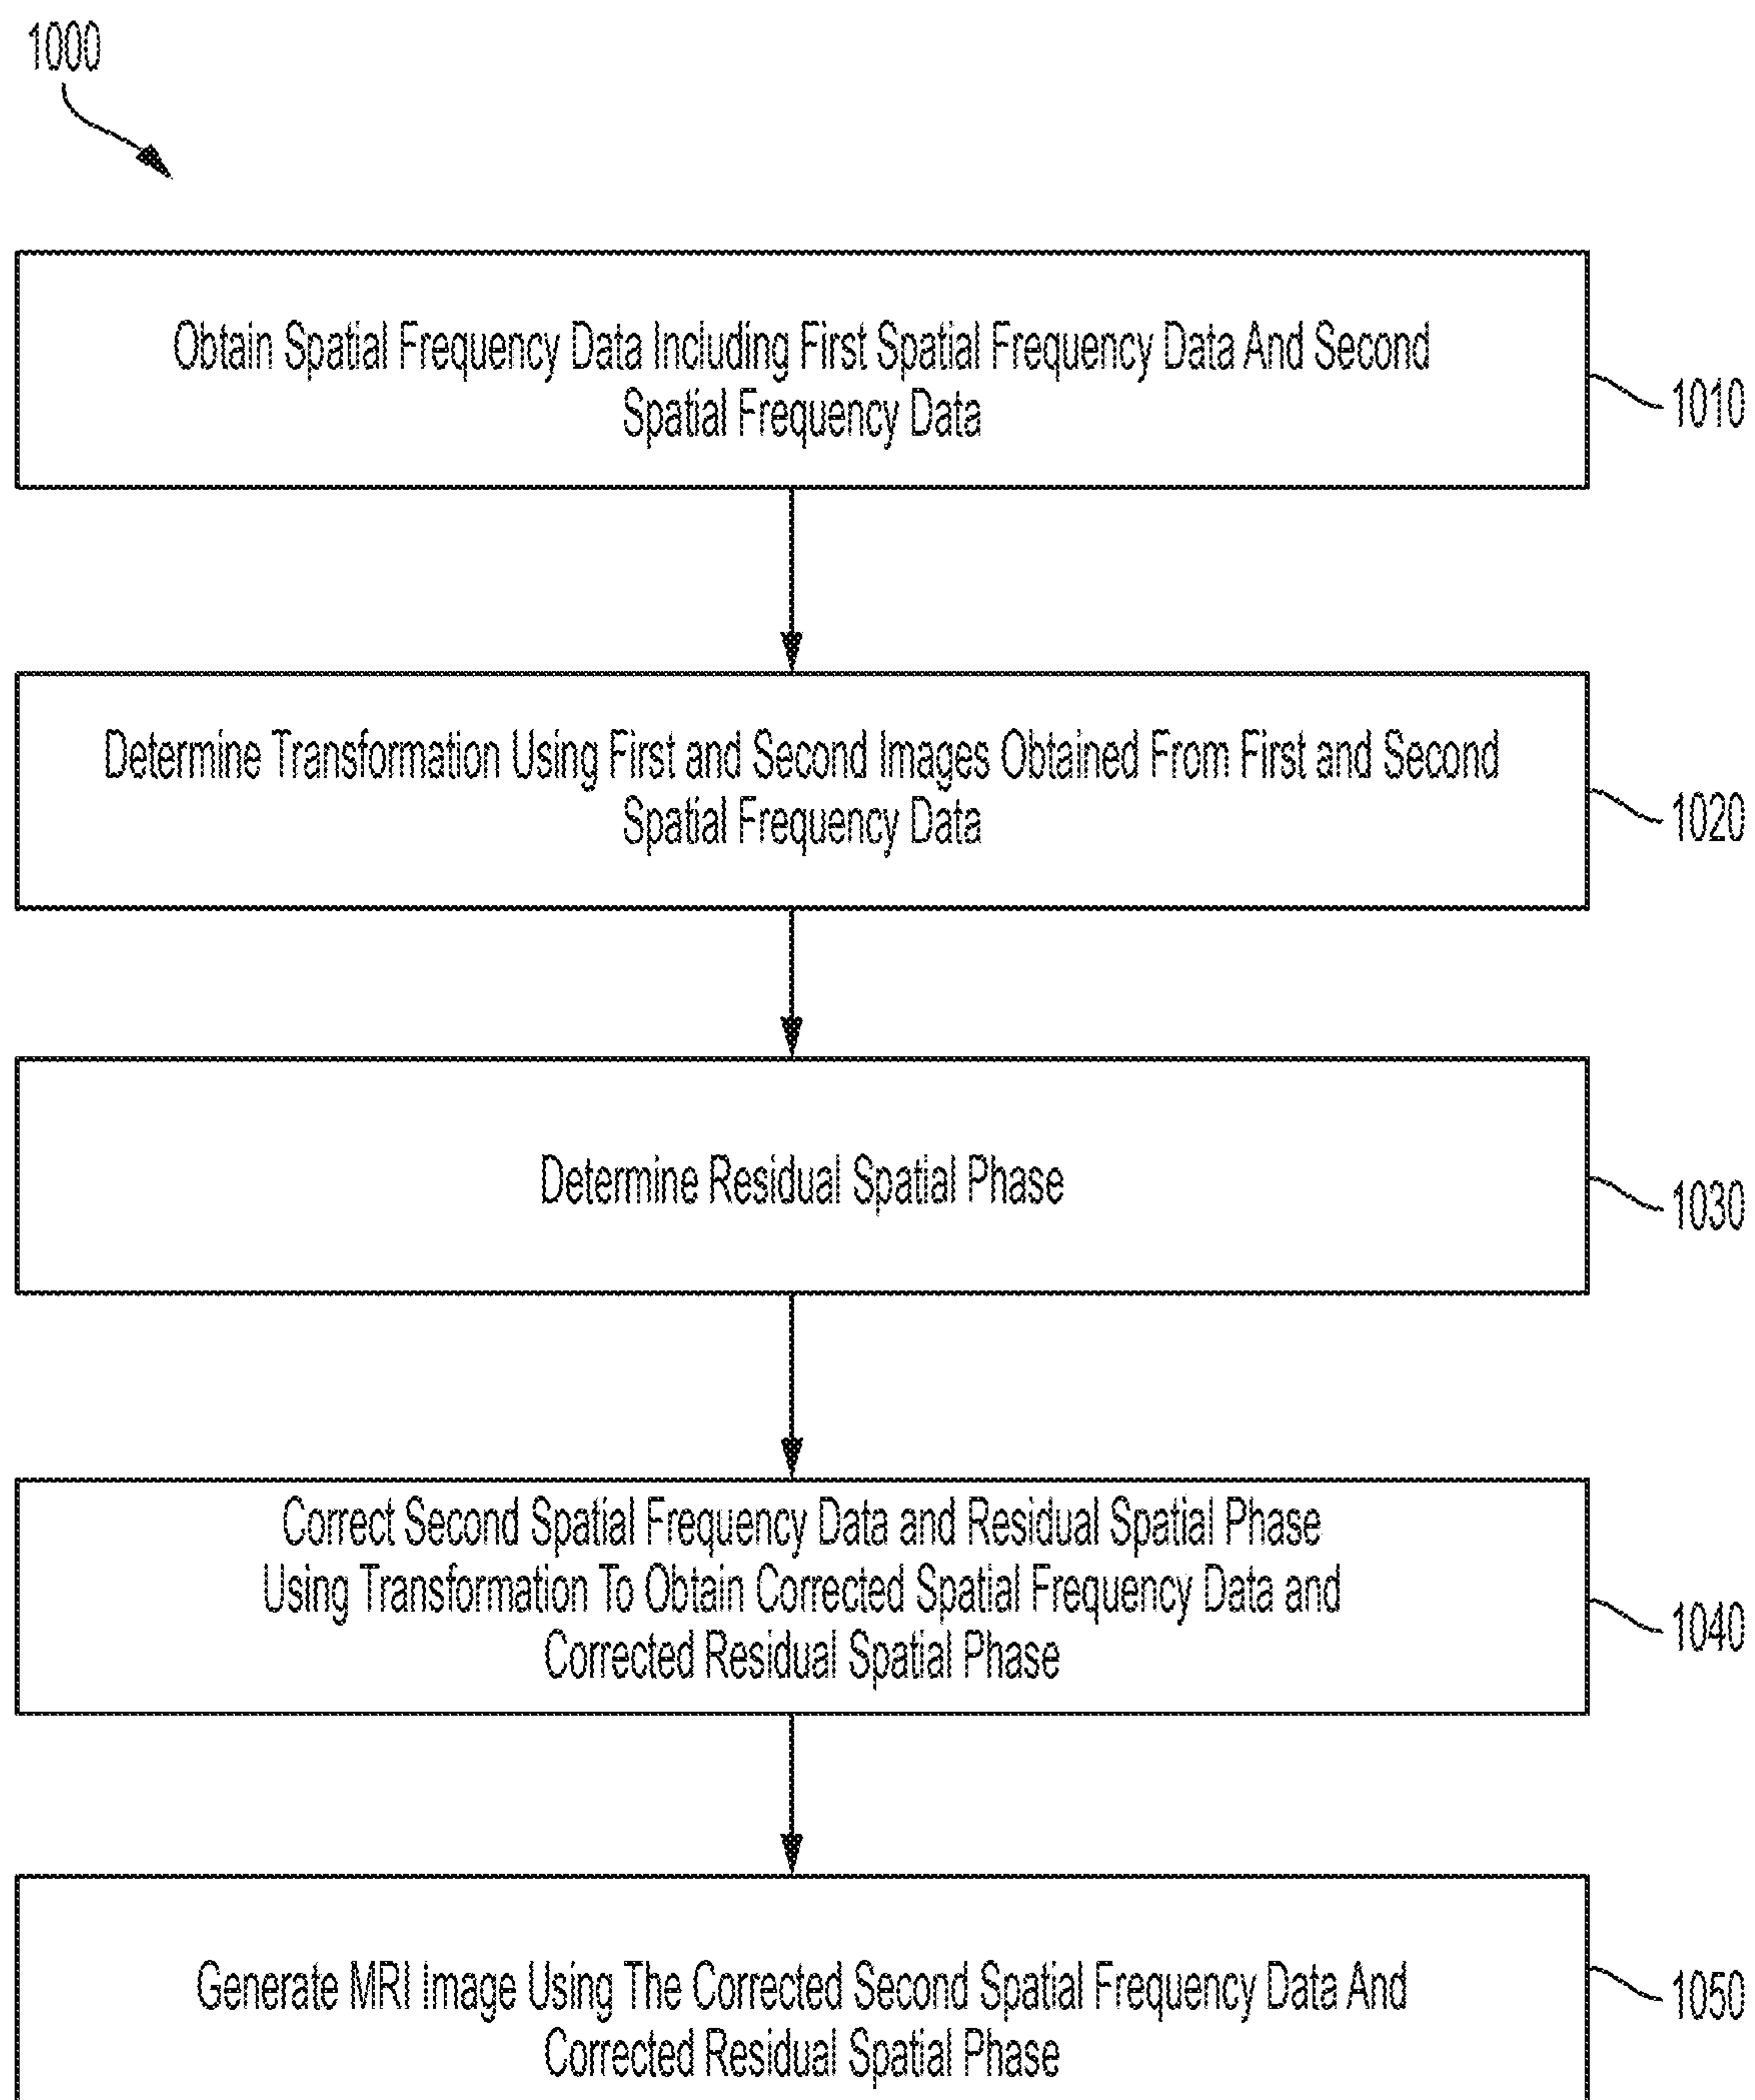 1000
Obtain Spatial Frequency Data Including First Spatial Frequency Data And Second
Spatial Frequency Data
1010
Determine Transformation Using First and Second Images Obtained From First and Second
Spatial Frequency Data
1020
Determine Residual Spatial Phase
1030
Correct Second Spatial Frequency Data and Residual Spatial Phase
Using Transformation To Obtain Corrected Spatial Frequency Data and
Corrected Residual Spatial Phase
1040
Generate MRI Image Using The Corrected Second Spatial Frequency Data And
Corrected Residual Spatial Phase
1050